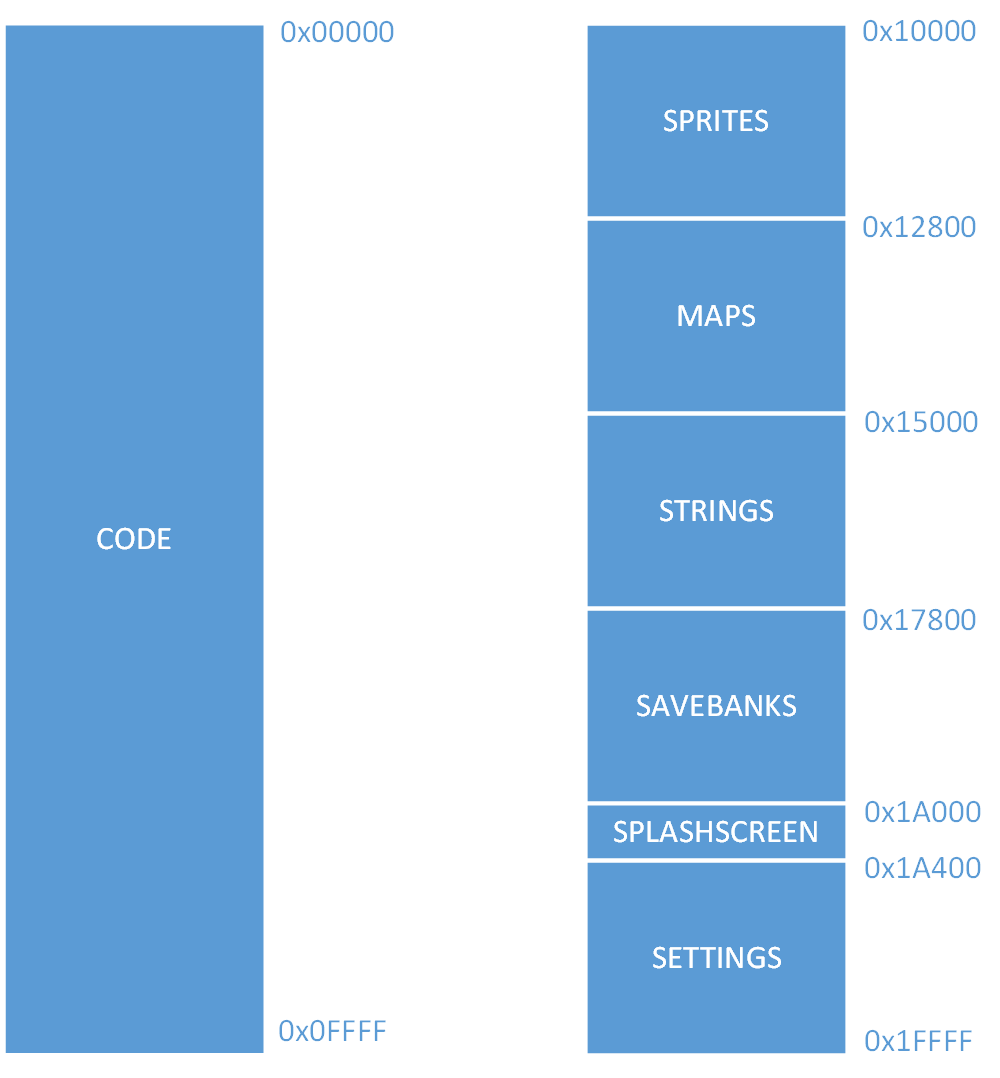 0x00000
CODE
0x0FFFF
0x10000
SPRITES
0x12800
MAPS
0x15000
STRINGS
0x17800
SAVEBANKS
0x1A000
SPLASHSCREEN
0x1A400
SETTINGS
0x1FFFF